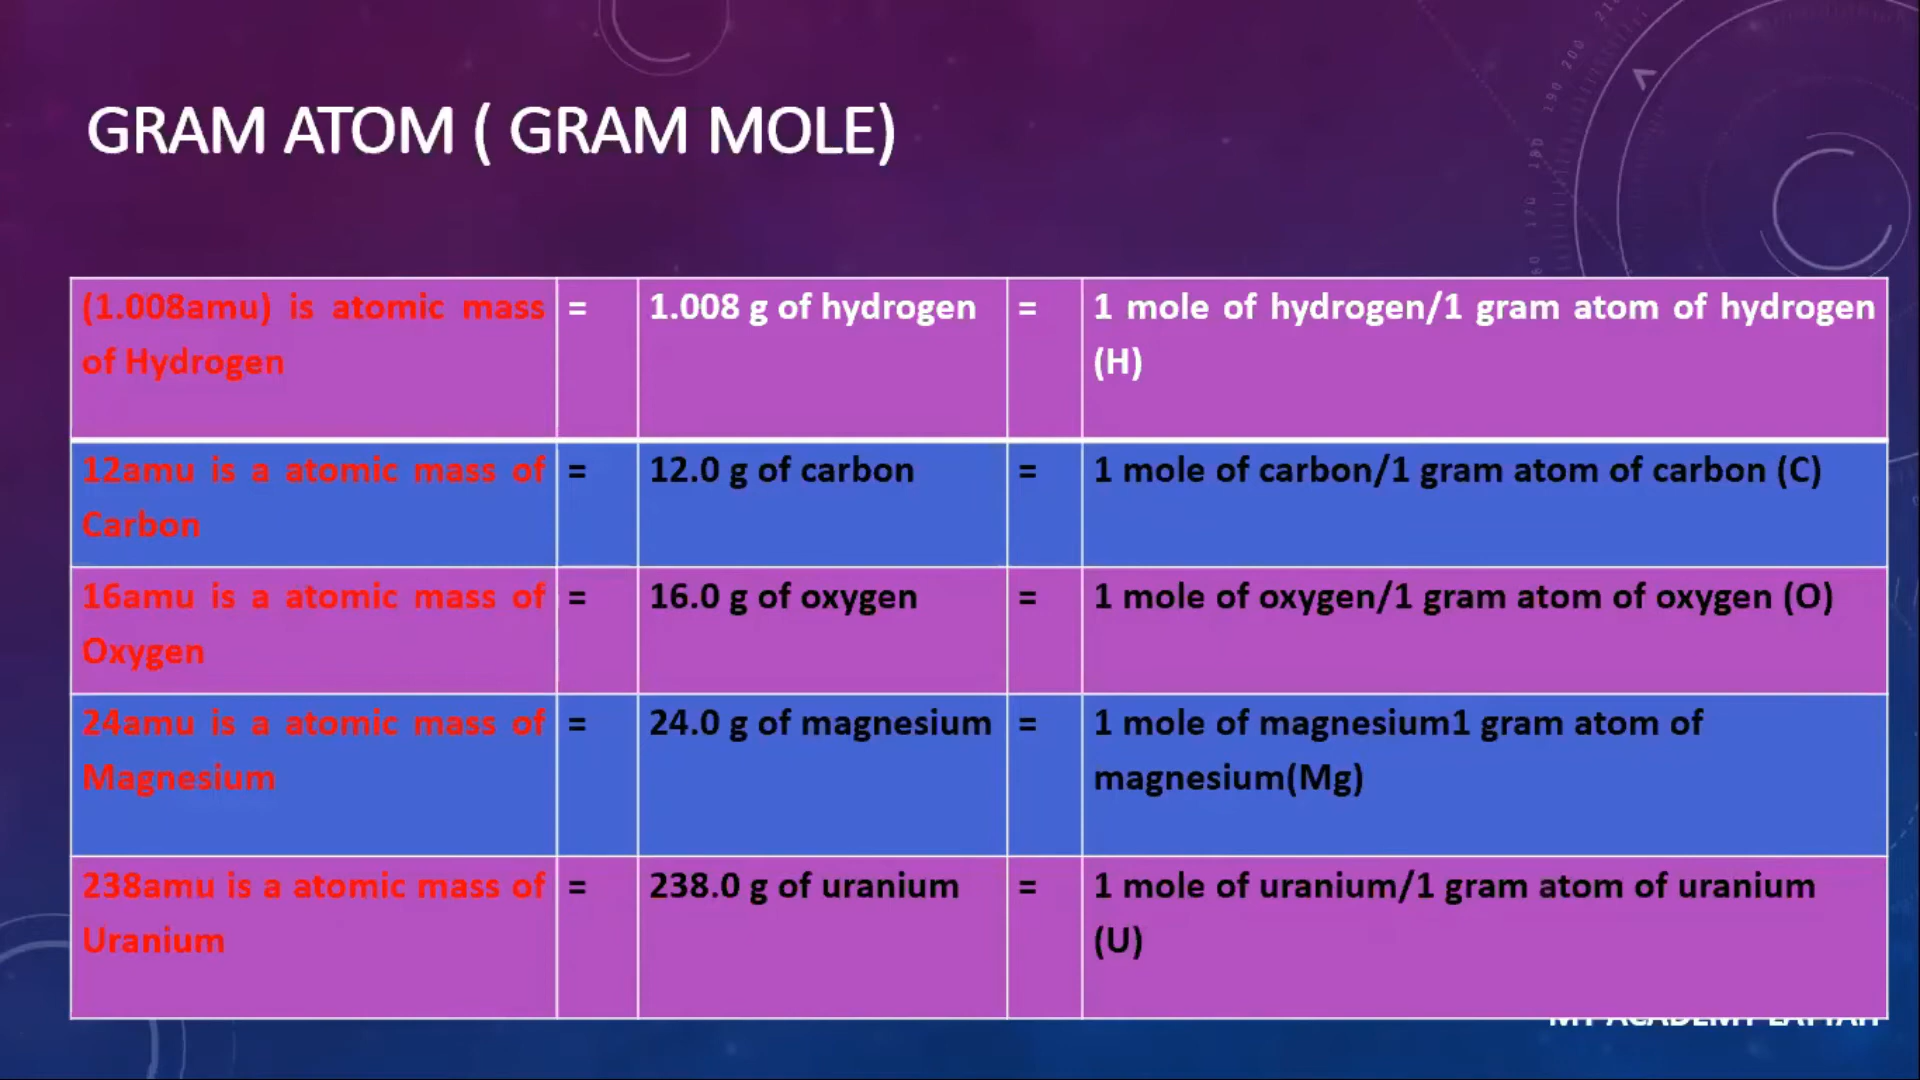 GRAM ATOM ( GRAM MOLE)
(1.008amu) is atomic mass = 1.008 g of hydrogen = 1 mole of hydrogen/1 gram atom of hydrogen
of Hydrogen (H)
12amu is a atomic mass of = 12.0 g of carbon = 1 mole of carbon/1 gram atom of carbon (C)
Carbon
16amu is a atomic mass of = 16.0 g of oxygen = 1 mole of oxygen/1 gram atom of oxygen (O)
Oxygen
24amu is a atomic mass of = 24.0 g of magnesium = 1 mole of magnesium1 gram atom of
Magnesium magnesium(Mg)
238amu is a atomic mass of = 238.0 g of uranium = 1 mole of uranium/1 gram atom of uranium
Uranium (U)